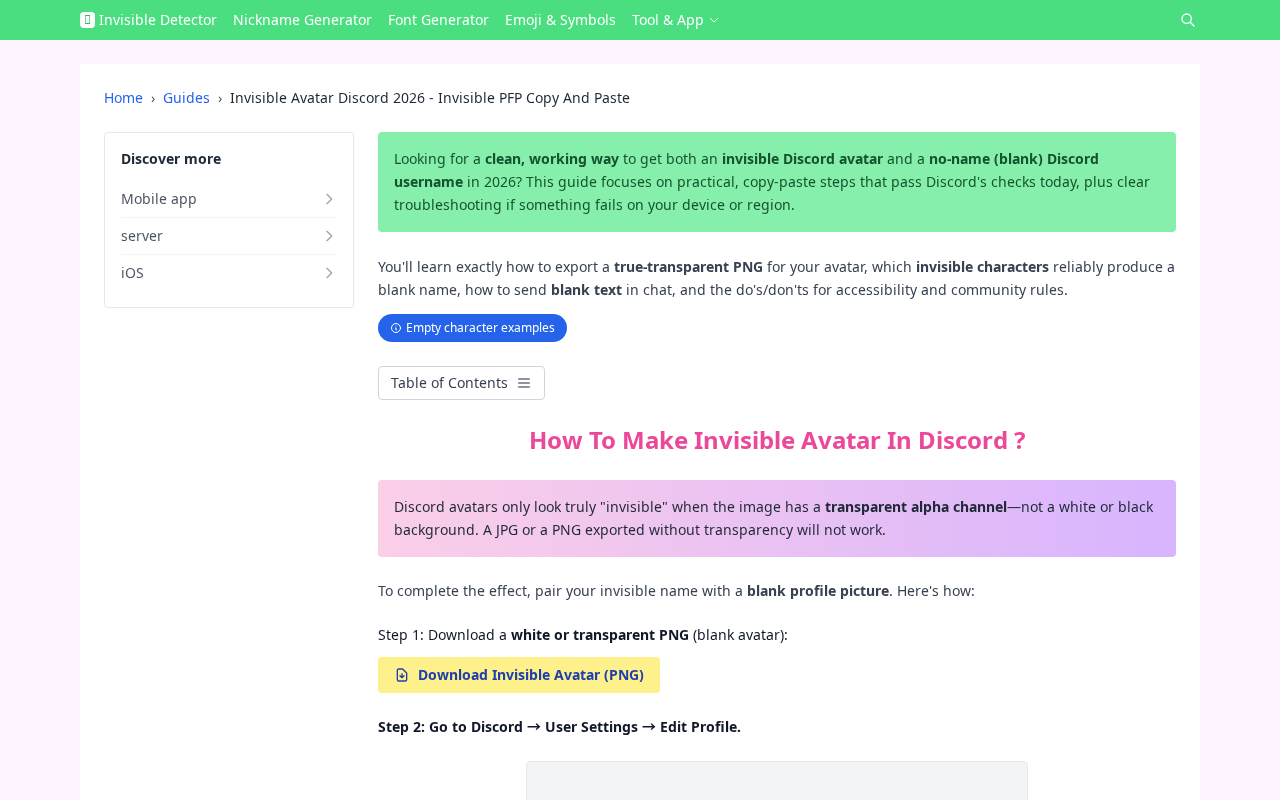 Invisible Detector Nickname Generator Font Generator Emoji & Symbols Tool & App
Home › Guides › Invisible Avatar Discord 2026 - Invisible PFP Copy And Paste
Discover more
Mobile app
server
iOS
Looking for a clean, working way to get both an invisible Discord avatar and a no-name (blank) Discord
username in 2026? This guide focuses on practical, copy-paste steps that pass Discord's checks today, plus clear
troubleshooting if something fails on your device or region.
You'll learn exactly how to export a true-transparent PNG for your avatar, which invisible characters reliably produce a
blank name, how to send blank text in chat, and the do's/don'ts for accessibility and community rules.
Empty character examples
Table of Contents
How To Make Invisible Avatar In Discord ?
Discord avatars only look truly "invisible" when the image has a transparent alpha channel—not a white or black
background. A JPG or a PNG exported without transparency will not work.
To complete the effect, pair your invisible name with a blank profile picture. Here's how:
Step 1: Download a white or transparent PNG (blank avatar):
Download Invisible Avatar (PNG)
Step 2: Go to Discord → User Settings → Edit Profile.